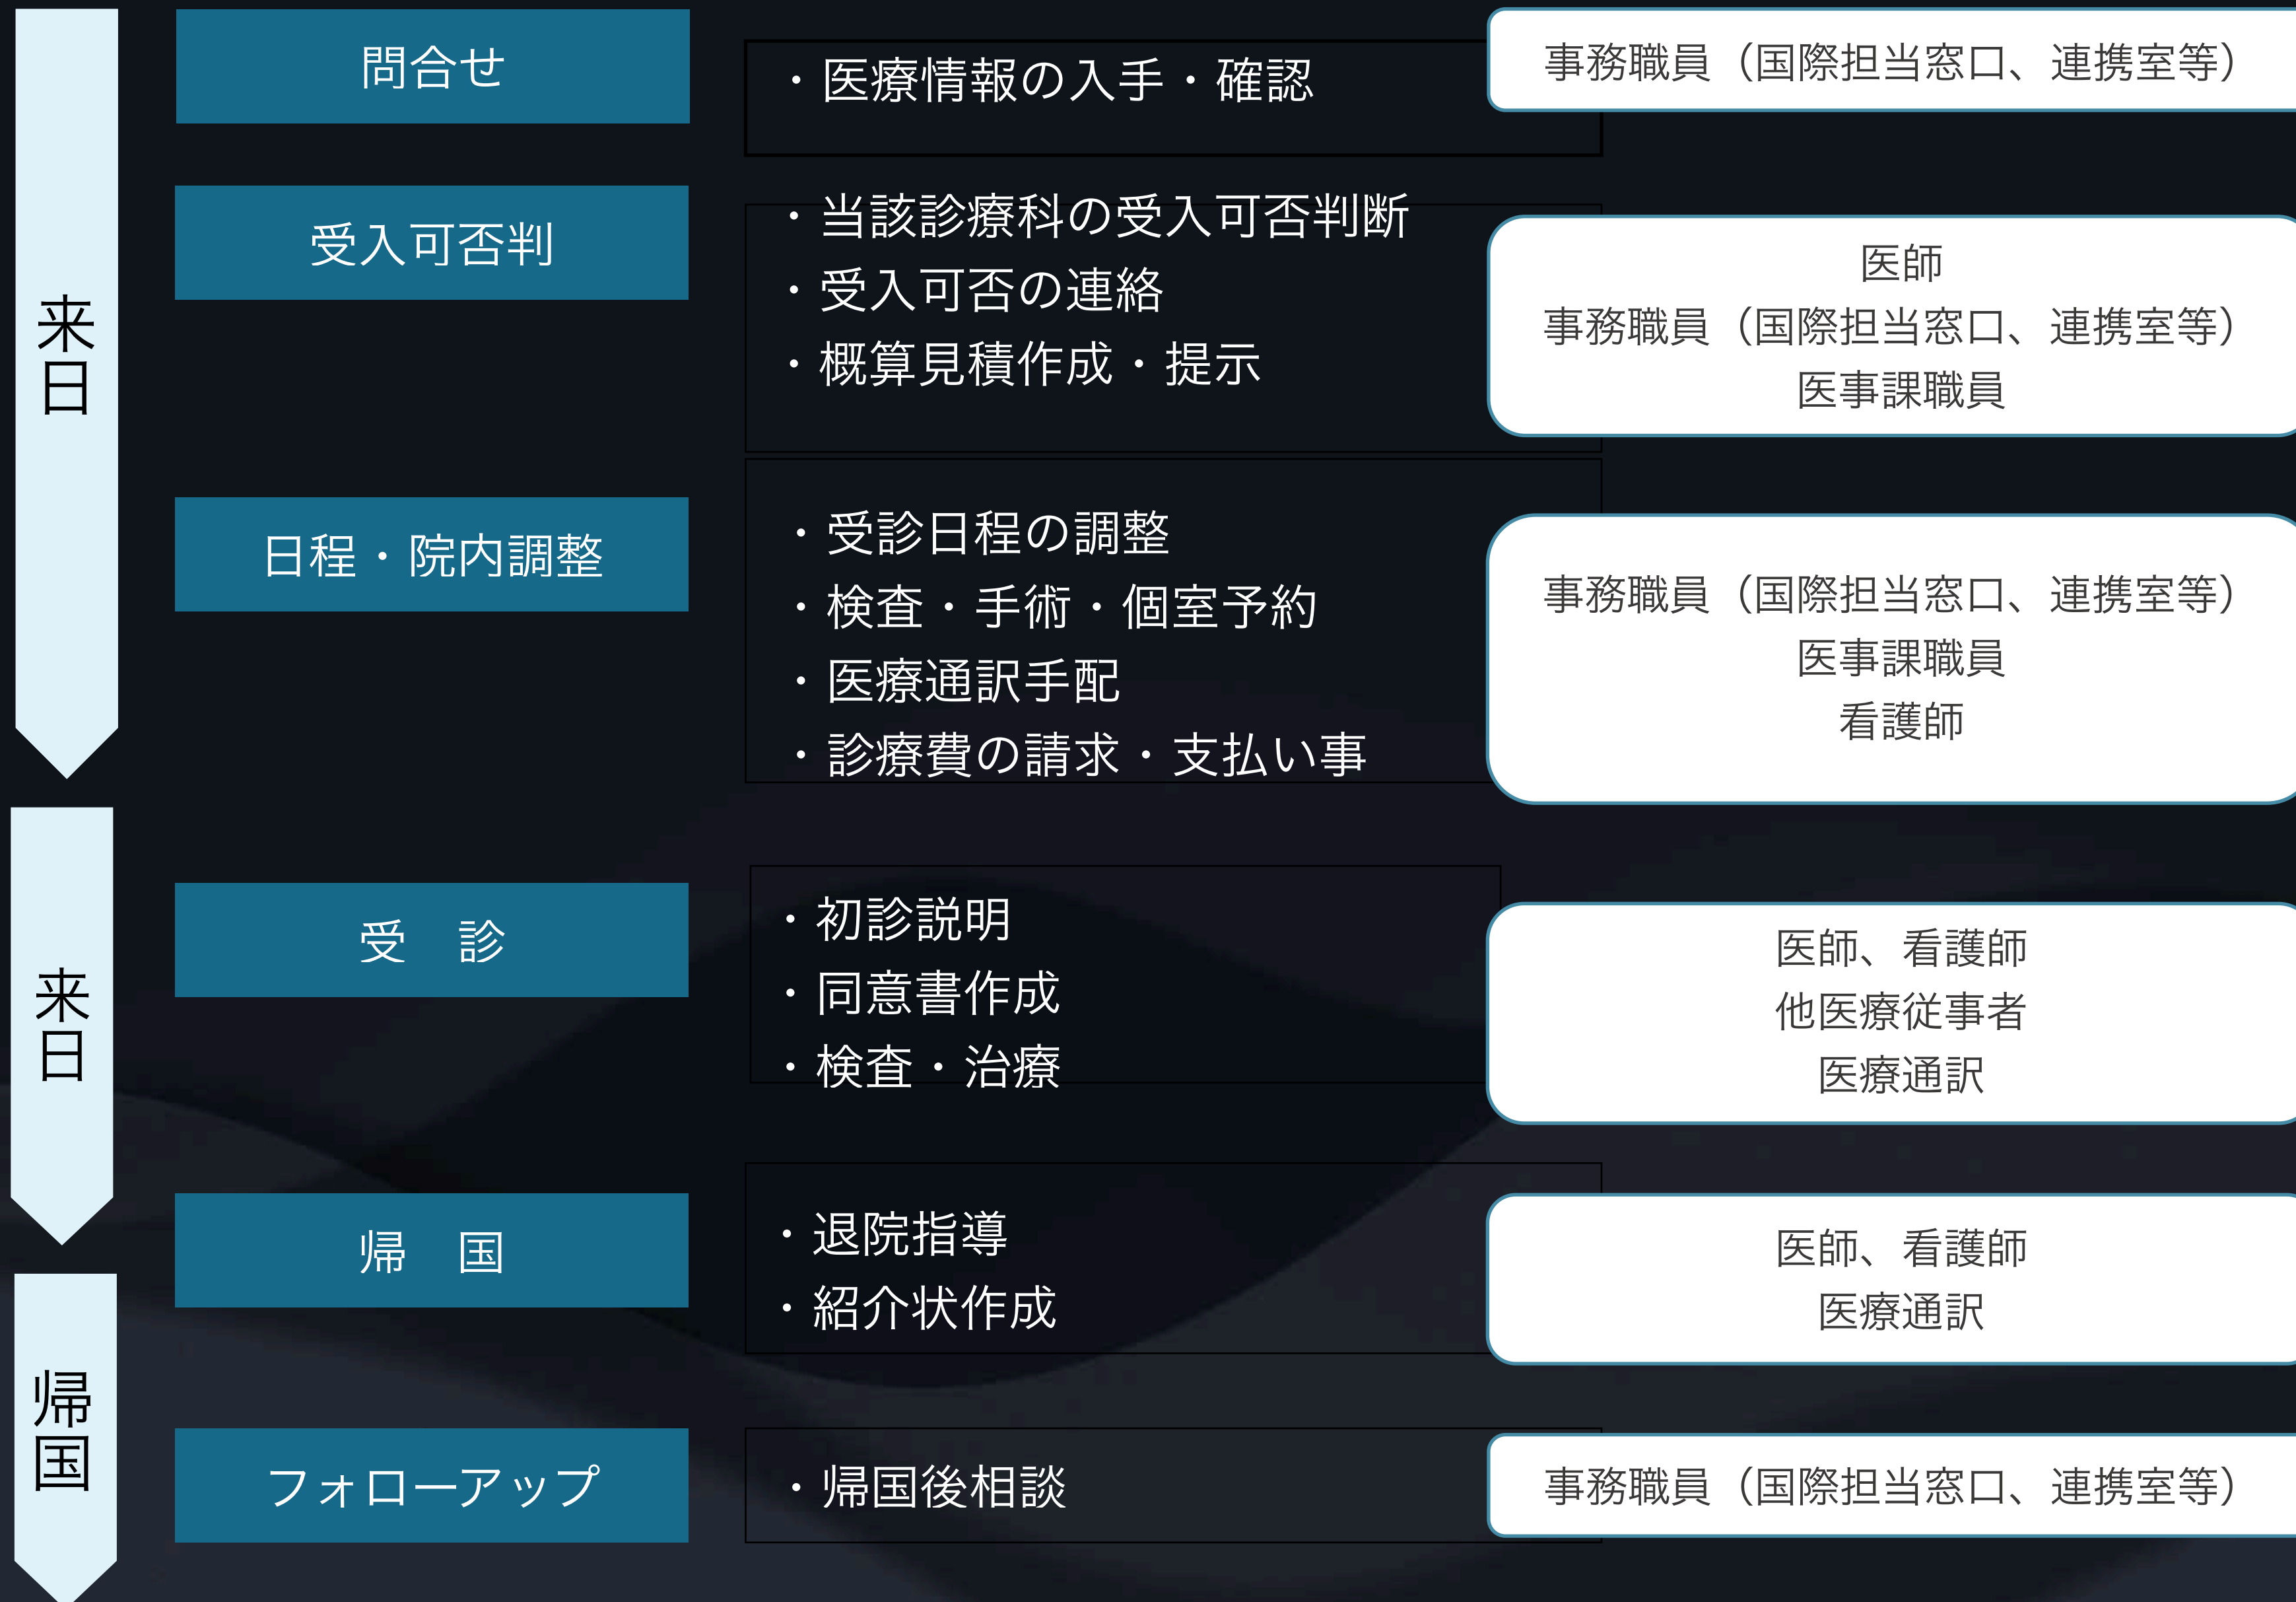 来日
問合せ
・医療情報の入手・確認
事務職員（国際担当窓口、連携室等）
受入可否判
・当該診療科の受入可否判断
・受入可否の連絡
・概算見積作成・提示
医師
事務職員（国際担当窓口、連携室等）
医事課職員
日程・院内調整
・受診日程の調整
・検査・手術・個室予約
・医療通訳手配
・診療費の請求・支払い事
事務職員（国際担当窓口、連携室等）
医事課職員
看護師
来日
受　診
・初診説明
・同意書作成
・検査・治療
医師、看護師
他医療従事者
医療通訳
帰　国
・退院指導
・紹介状作成
医師、看護師
医療通訳
帰国
フォローアップ
・帰国後相談
事務職員（国際担当窓口、連携室等）